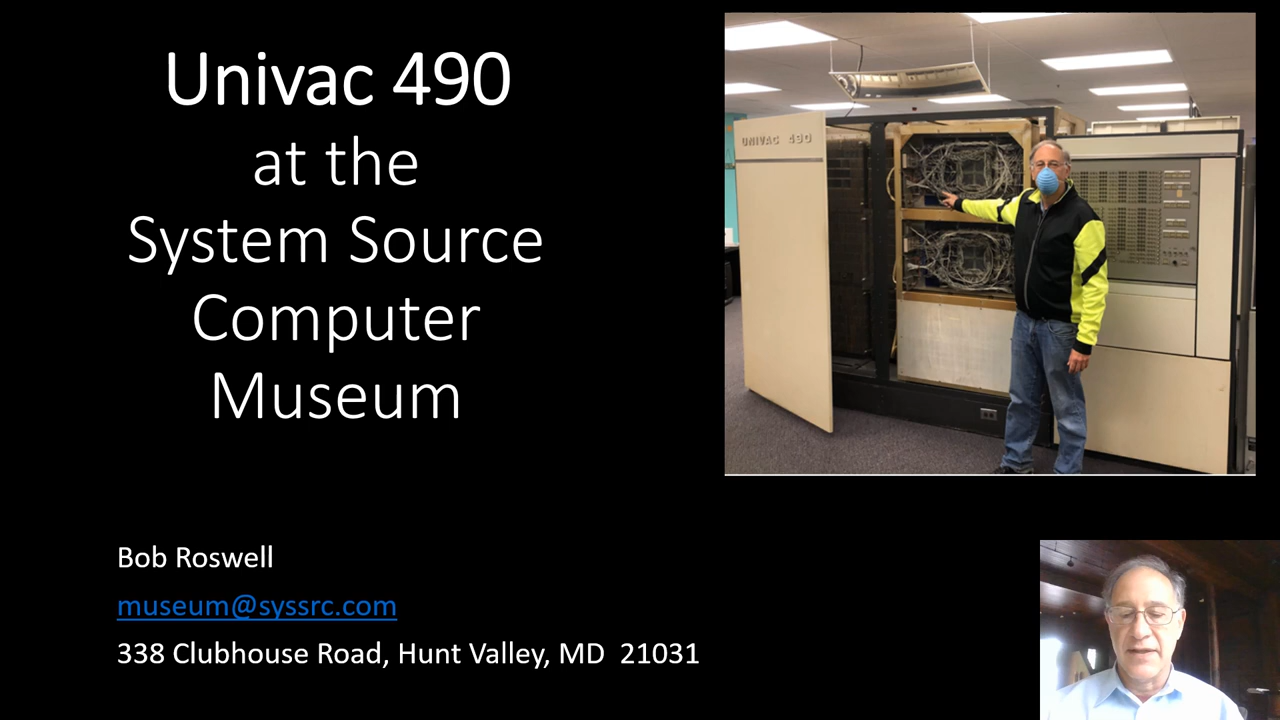 Univac 490
at the
System Source
Computer
Museum
UNIVAC 490
Bob Roswell
museum@syssrc.com
338 Clubhouse Road, Hunt Valley, MD 21031